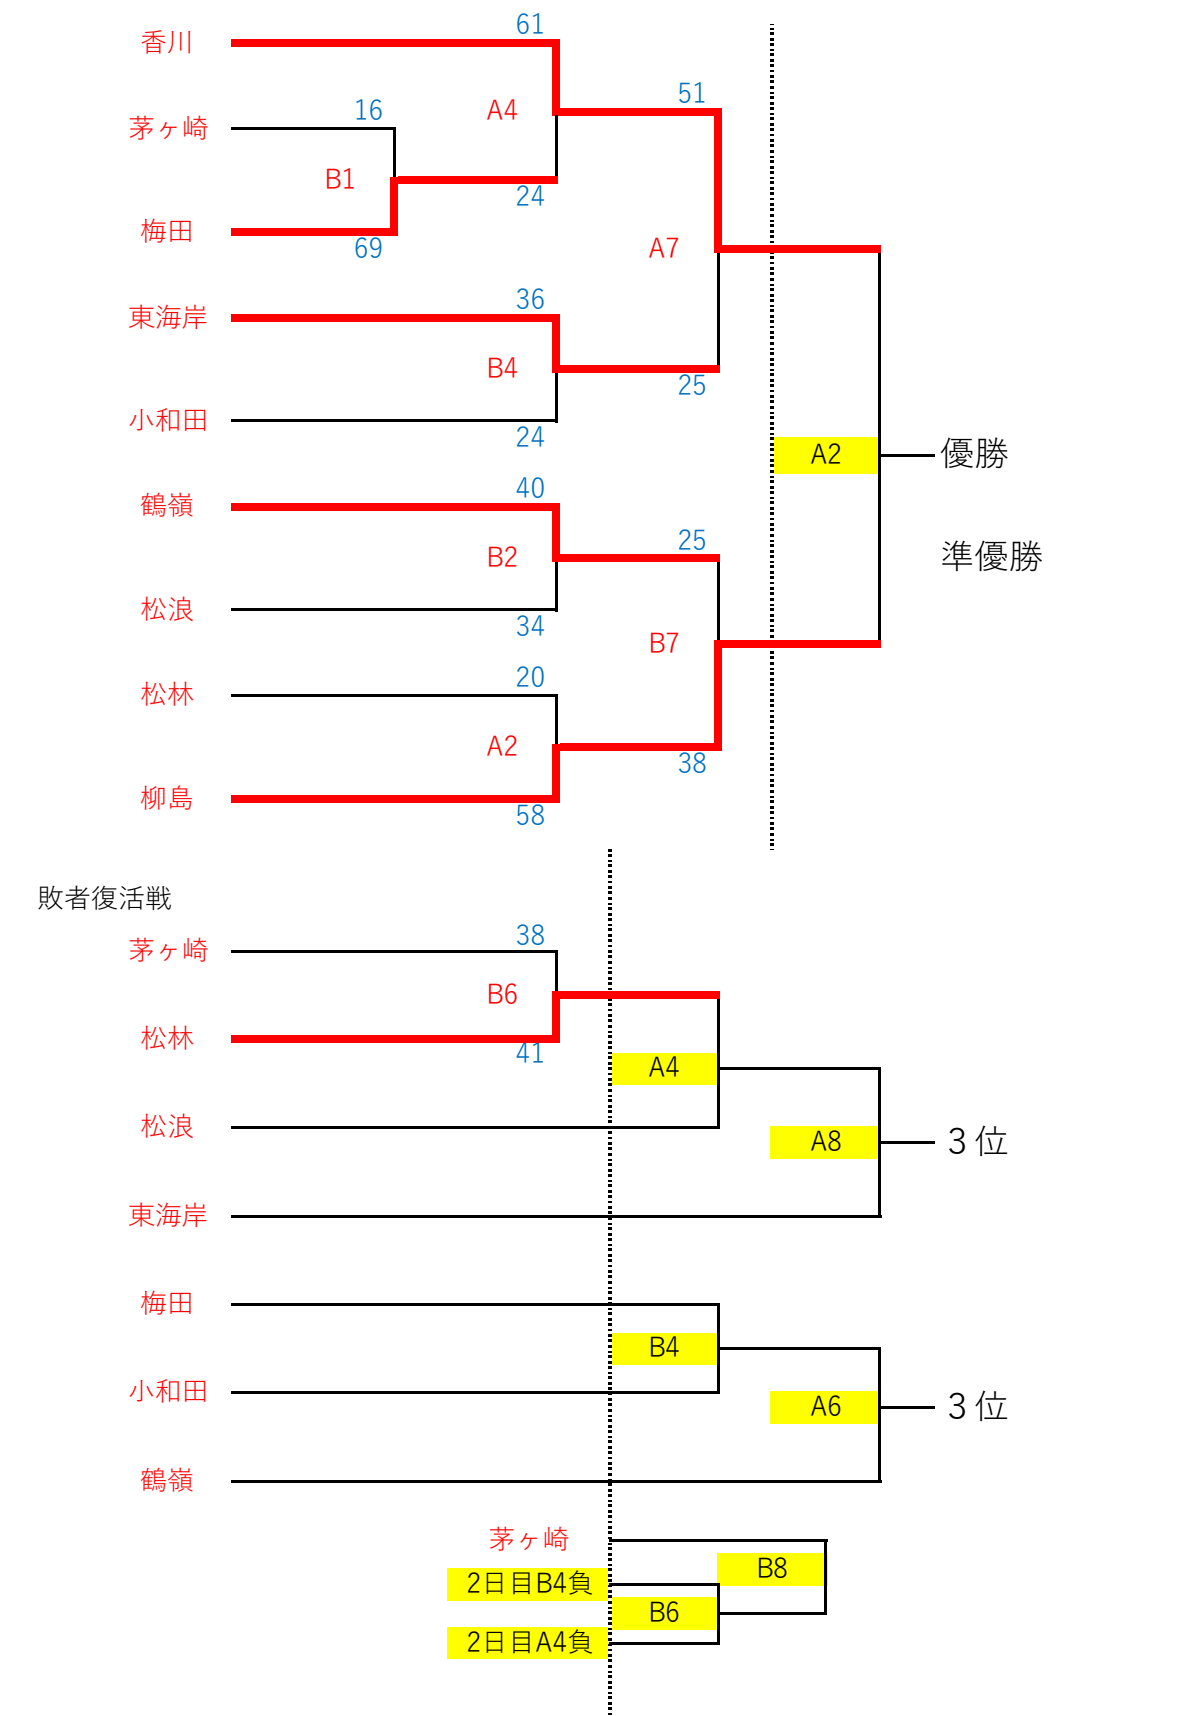 61
香川
51
16
A4
茅ヶ崎
B1
24
梅田
69
A7
36
東海岸
B4
25
小和田
24
A2
優勝
40
鶴嶺
25
B2
準優勝
松浪
34
B7
20
松林
A2
38
柳島
58
敗者復活戦
38
茅ヶ崎
B6
松林
41
A4
松浪
A8
3位
東海岸
梅田
B4
小和田
A6
3位
鶴嶺
茅ヶ崎
B8
2日目B4負
B6
2日目A4負